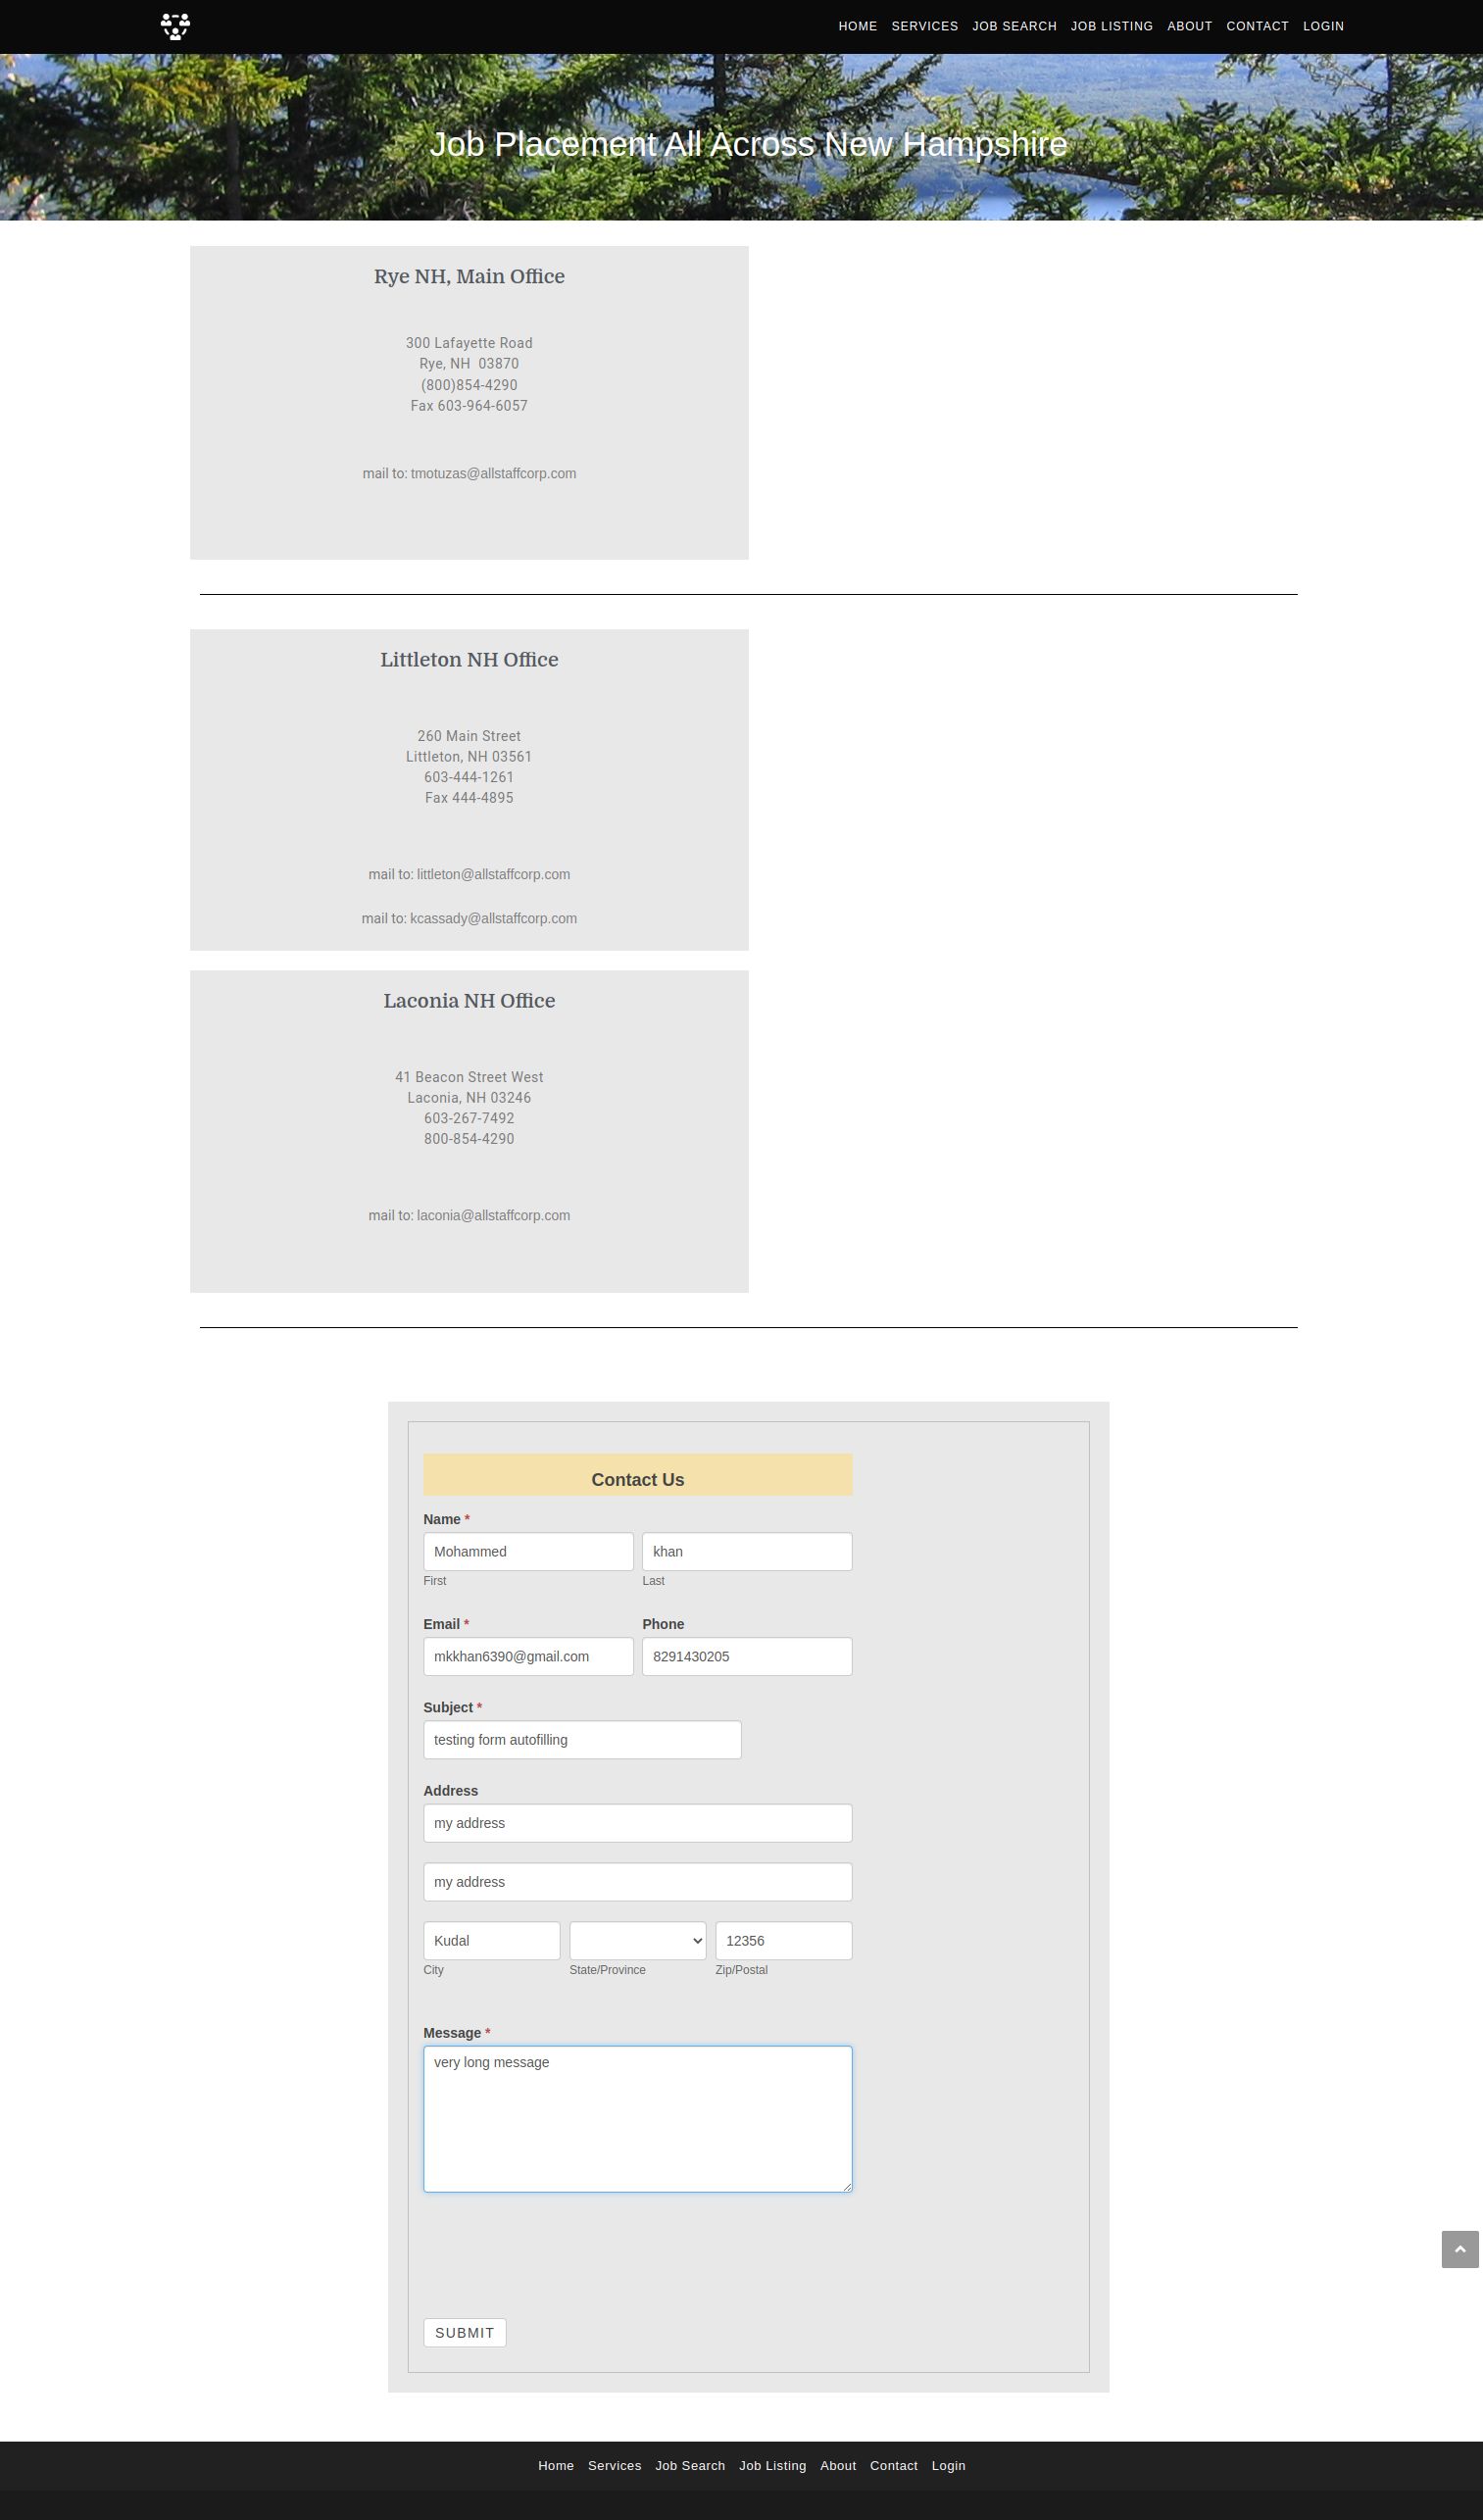 HOME SERVICES JOB SEARCH JOB LISTING ABOUT CONTACT LOGIN
Job Placement All Across New Hampshire
Rye NH, Main Office
300 Lafayette Road
Rye, NH 03870
(800)854-4290
Fax 603-964-6057
mail to: tmotuzas@allstaffcorp.com
Littleton NH Office
260 Main Street
Littleton, NH 03561
603-444-1261
Fax 444-4895
mail to: littleton@allstaffcorp.com
mail to: kcassady@allstaffcorp.com
Laconia NH Office
41 Beacon Street West
Laconia, NH 03246
603-267-7492
800-854-4290
mail to: laconia@allstaffcorp.com
Contact Us
Name *
Mohammed khan
First Last
Email * Phone
mkkhan6390@gmail.com 8291430205
Subject *
testing form autofilling
Address
my address
my address
Kudal 12356
City State/Province Zip/Postal
Message *
very long message
SUBMIT
Home Services Job Search Job Listing About Contact Login